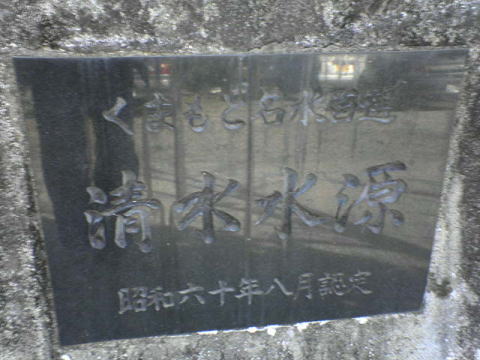 くまもと名水百選
清水水源
昭和六十年八月認定